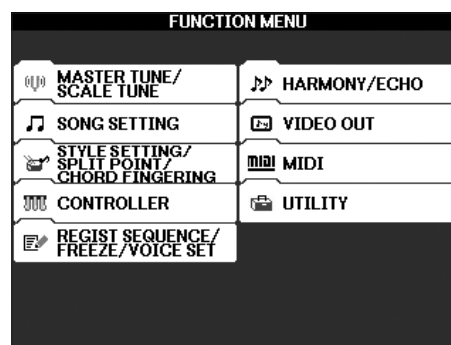 FUNCTION MENU
MASTER TUNE/
SCALE TUNE
SONG SETTING
STYLE SETTING/
SPLIT POINT/
CHORD FINGERING
CONTROLLER
REGIST SEQUENCE/
FREEZE/VOICE SET
HARMONY/ECHO
VIDEO OUT
MIDI MIDI
UTILITY